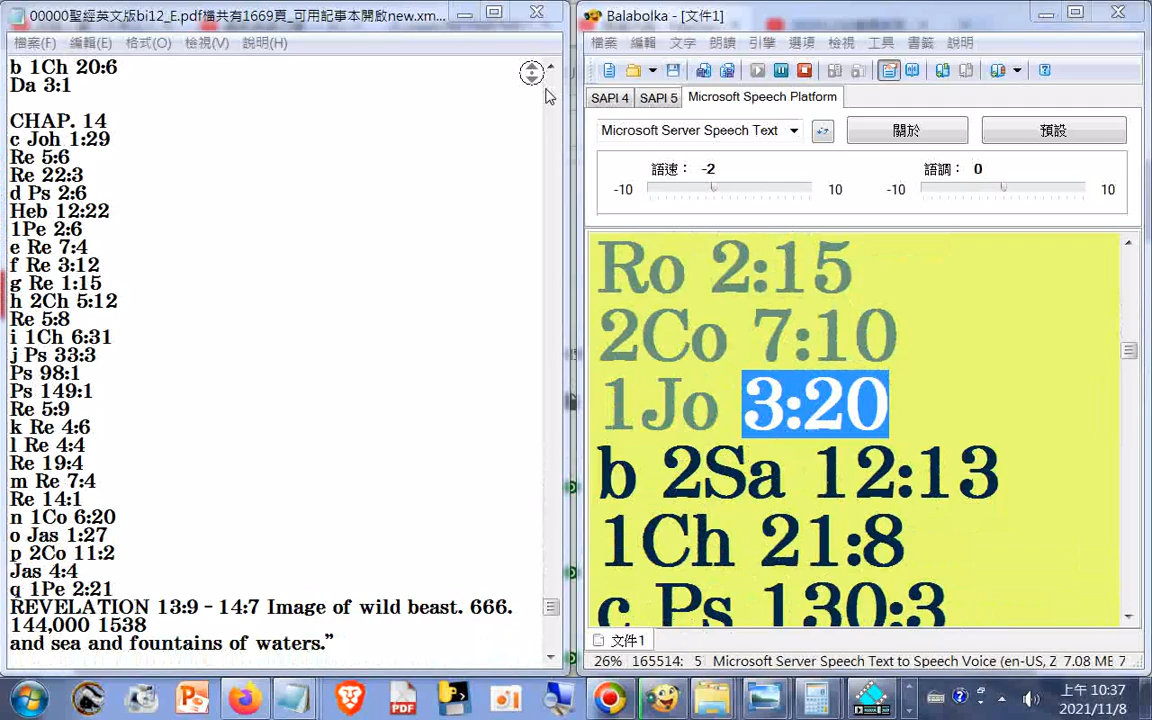 00000聖經英文版bi12_E.pdf檔共有1669頁_可用記事本開啟new.xm...
檔案(F) 編輯(E) 格式(O) 檢視(V) 說明(H)
b 1Ch 20:6
Da 3:1
CHAP. 14
c Joh 1:29
Re 5:6
Re 22:3
d Ps 2:6
Heb 12:22
1Pe 2:6
e Re 7:4
f Re 3:12
g Re 1:15
h 2Ch 5:12
Re 5:8
i 1Ch 6:31
j Ps 33:3
Ps 98:1
Ps 149:1
Re 5:9
k Re 4:6
l Re 4:4
Re 19:4
m Re 7:4
Re 14:1
n 1Co 6:20
o Jas 1:27
p 2Co 11:2
Jas 4:4
q 1Pe 2:21
REVELATION 13:9 – 14:7 Image of wild beast. 666.
144,000 1538
and sea and fountains of waters.”
Balabolka - [文件1]
檔案 編輯 文字 朗讀 引擎 選項 檢視 工具 書籤 說明
SAPI 4 SAPI 5 Microsoft Speech Platform
Microsoft Server Speech Text 關於 預設
語速： -2 語調： 0
-10 10 -10 10
Ro 2:15
2Co 7:10
1Jo 3:20
b 2Sa 12:13
1Ch 21:8
c Ps 130:3
文件1
26% 165514: 5 Microsoft Server Speech Text to Speech Voice (en-US, Z 7.08 MB 7
PDF
上午 10:37
2021/11/8